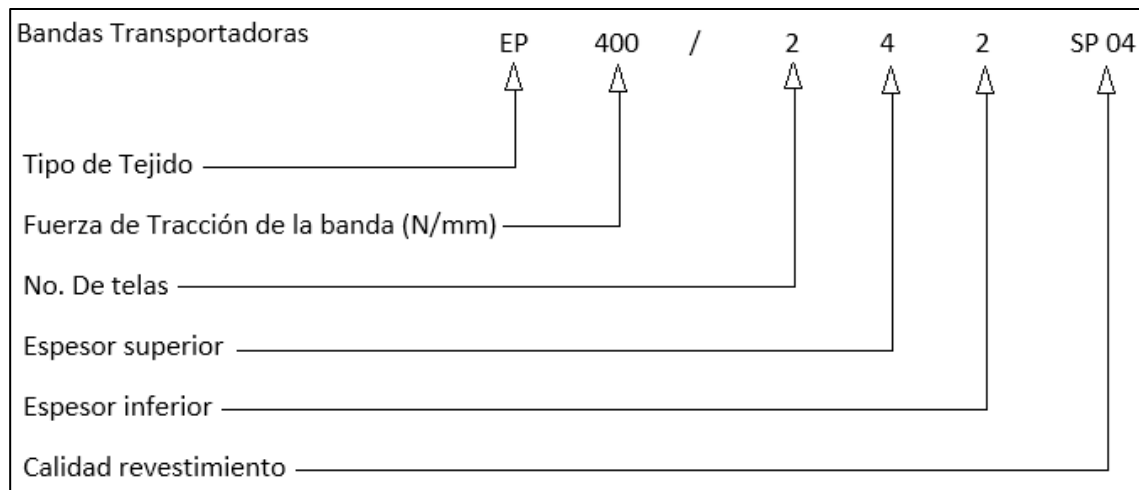 Bandas Transportadoras
EP 400 / 2 4 2 SP 04
Tipo de Tejido
Fuerza de Tracción de la banda (N/mm)
No. De telas
Espesor superior
Espesor inferior
Calidad revestimiento